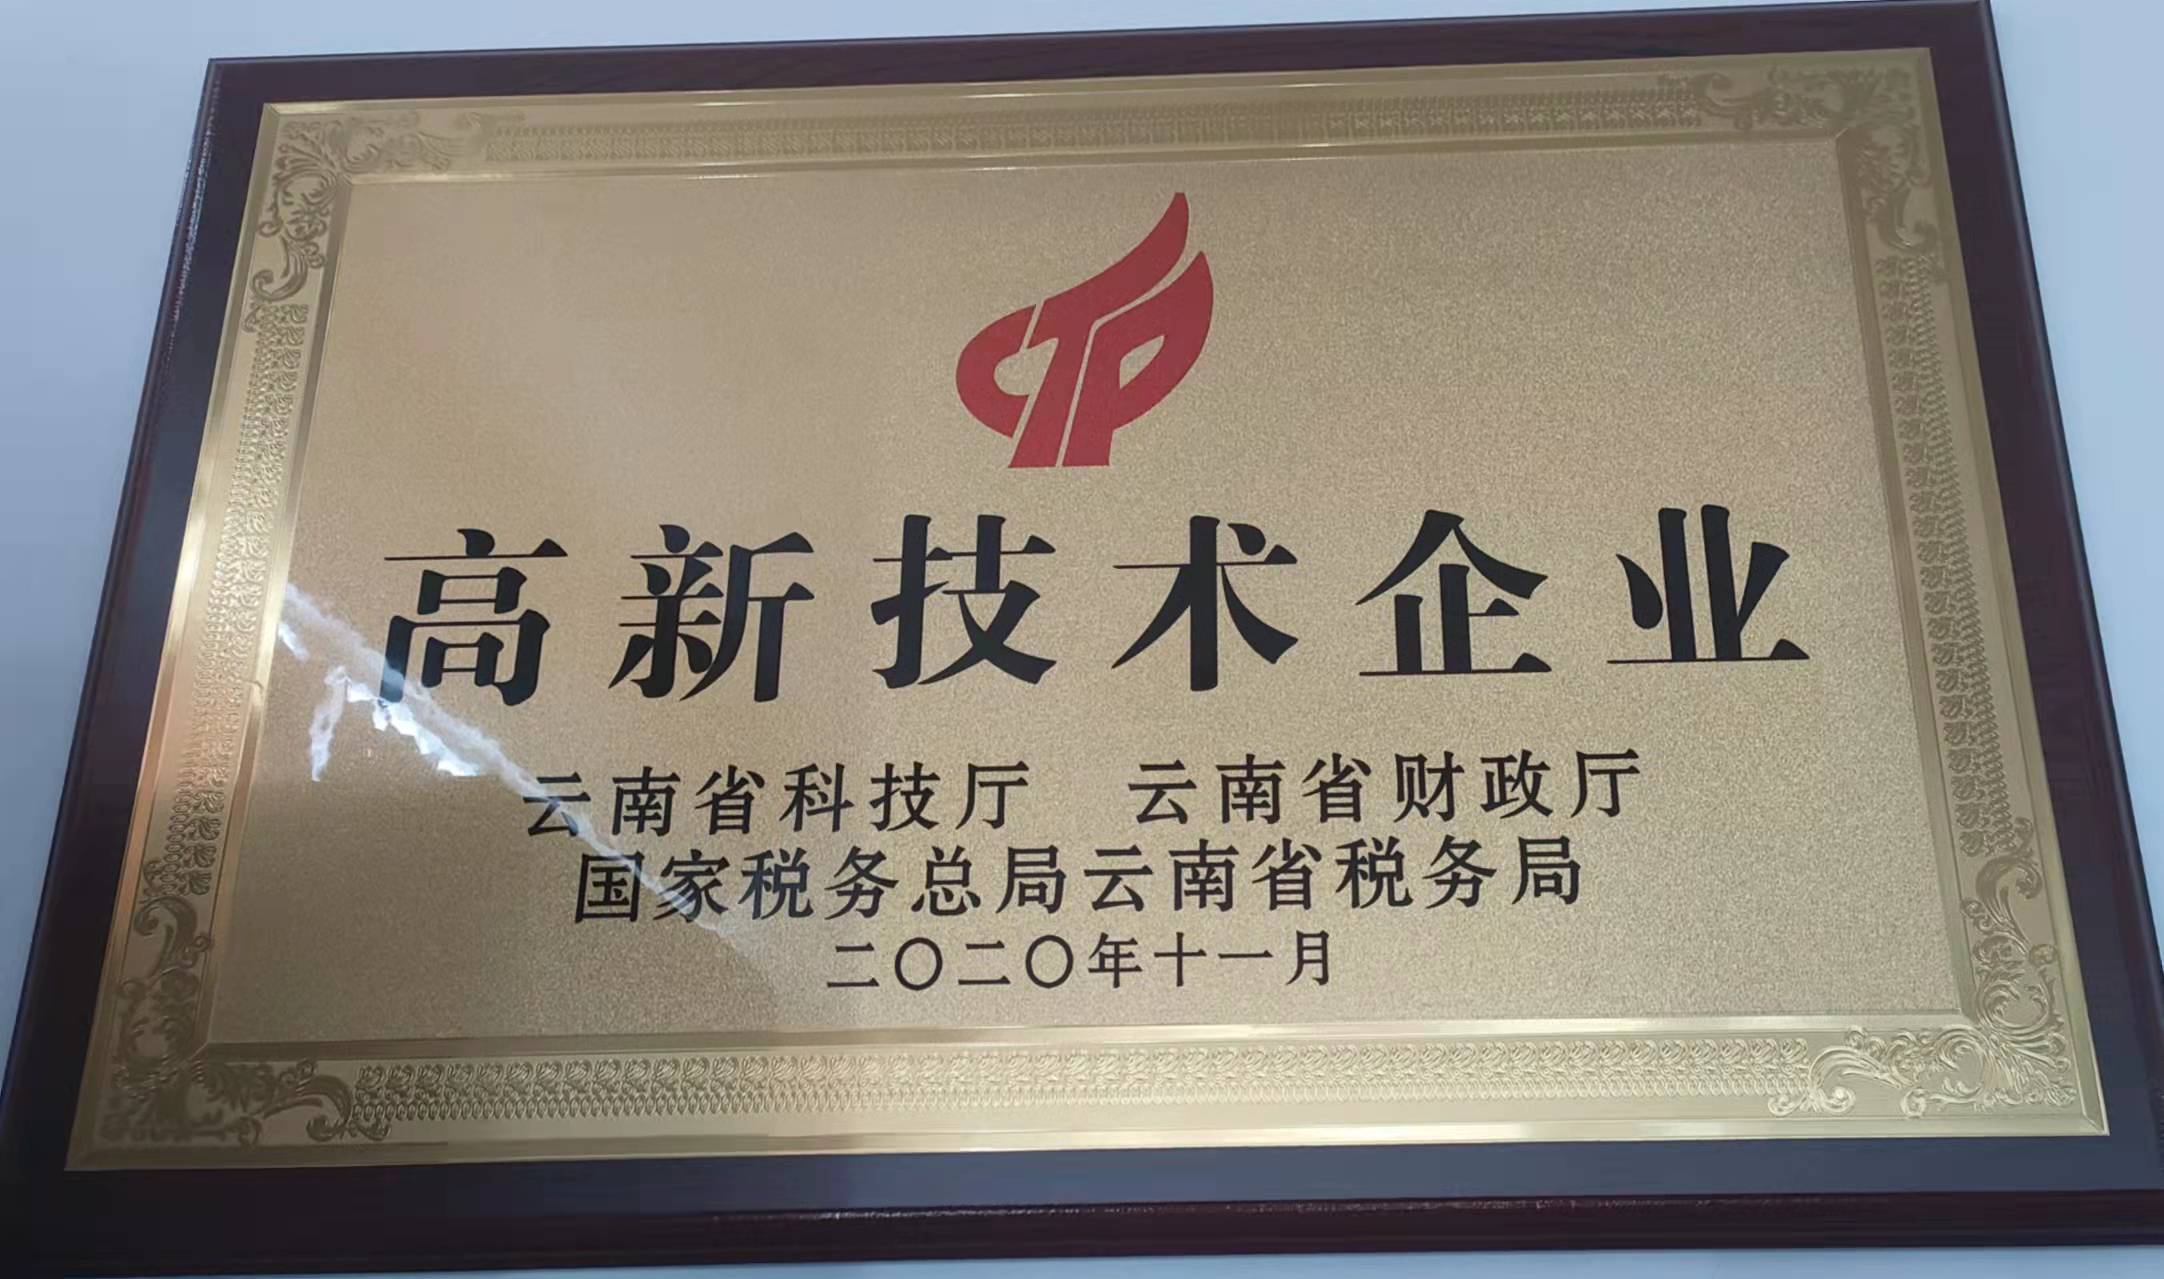 高新技术企业
云南省科技厅 云南省财政厅
国家税务总局云南省税务局
二〇二〇年十一月